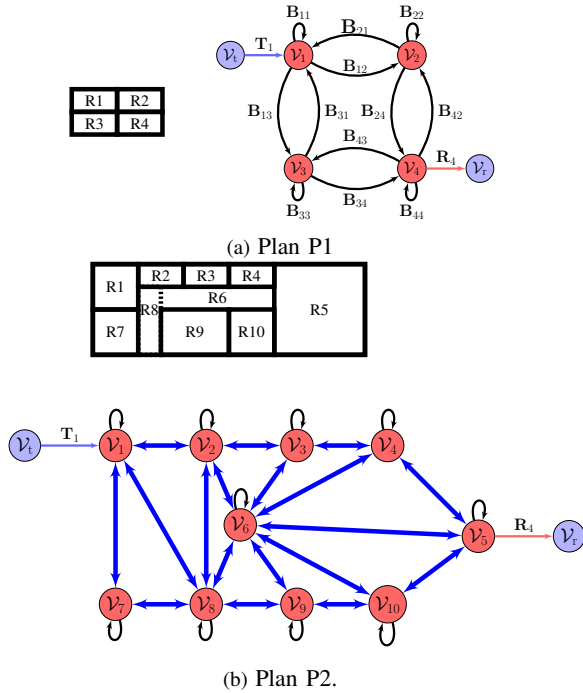 B₁₁ B₂₁ B₂₂
𝒱ₜ T₁ 𝒱₁ 𝒱₂
B₁₂
R1 R2
R3 R4
B₁₃ B₃₁ B₂₄ B₄₂
B₄₃
𝒱₃ 𝒱₄ R₄ 𝒱ᵣ
B₃₄
B₃₃ B₄₄
(a) Plan P1
R2 R3 R4
R1
R6
R8 R5
R7 R9 R10
𝒱ₜ T₁ 𝒱₁ 𝒱₂ 𝒱₃ 𝒱₄
𝒱₆ 𝒱₅ R₄ 𝒱ᵣ
𝒱₇ 𝒱₈ 𝒱₉ 𝒱₁₀
(b) Plan P2.